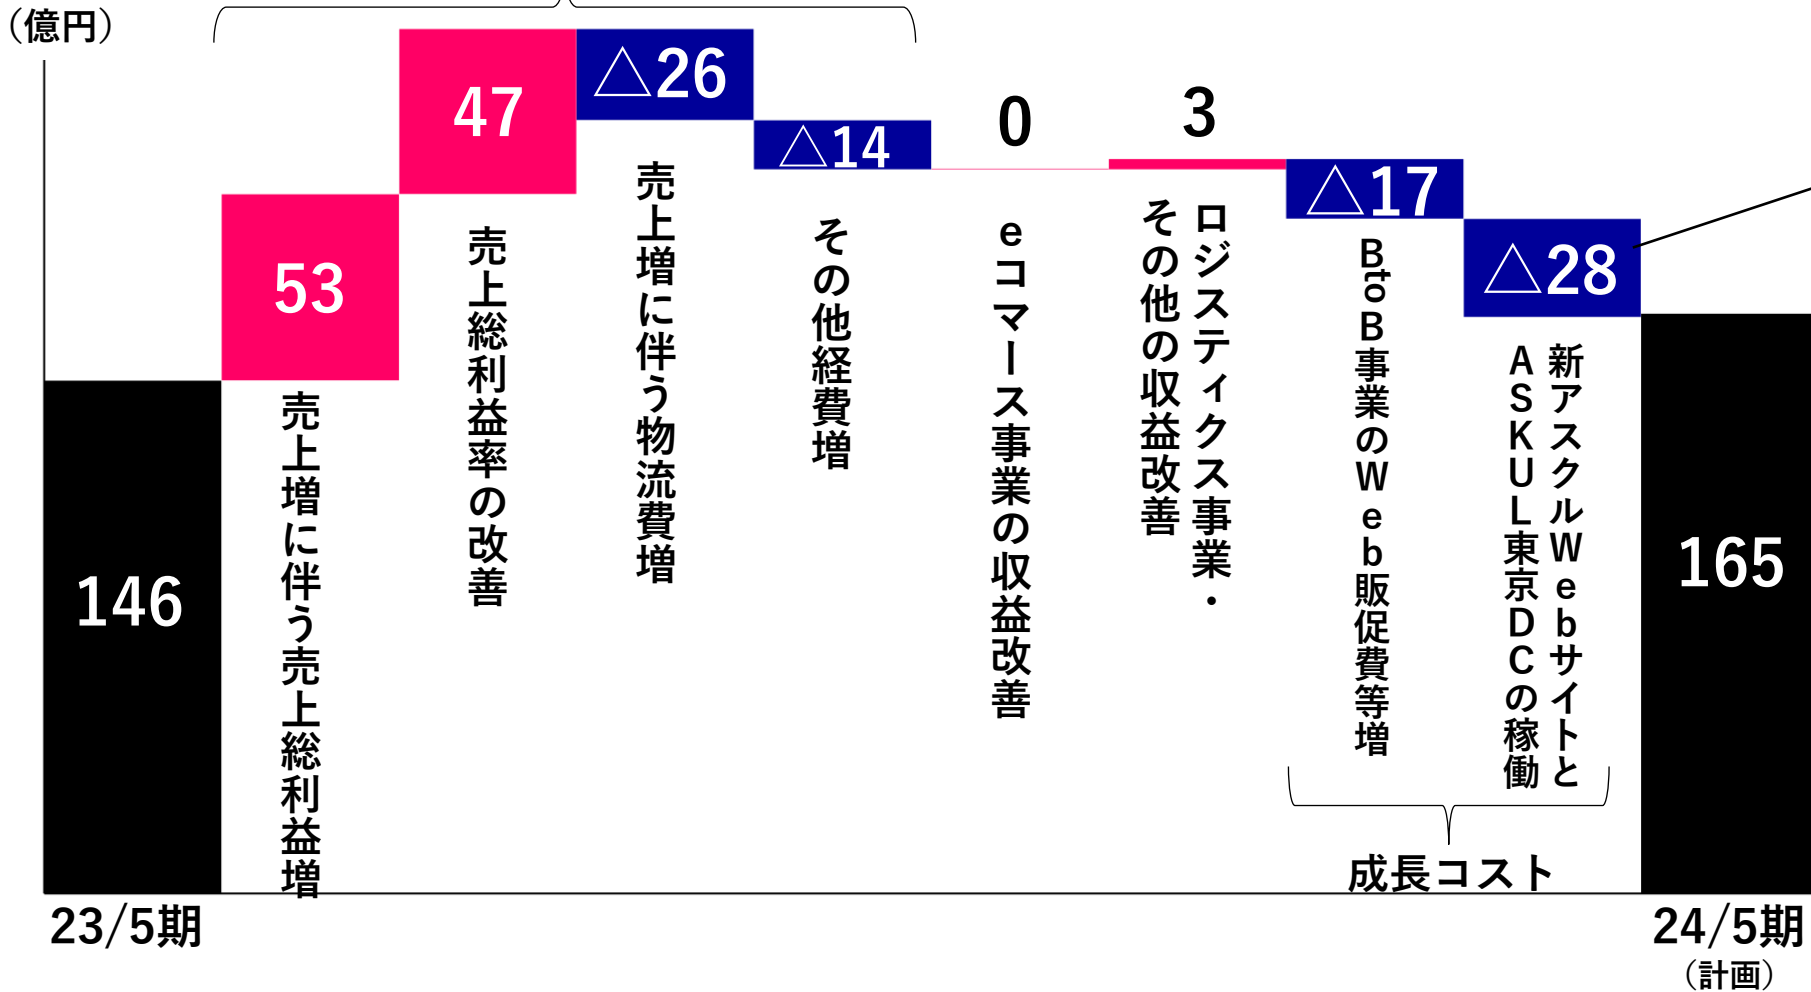 （億円）
146
53
47
△26
△14
0
3
△17
△28
165
売上増に伴う売上総利益増
売上総利益率の改善
売上増に伴う物流費増
その他経費増
eコマース事業の収益改善
ロジスティクス事業・
その他の収益改善
BtoB事業のWeb販促費等増
新アスクルWebサイトと
ASKUL東京DCの稼働
成長コスト
23/5期
24/5期
（計画）